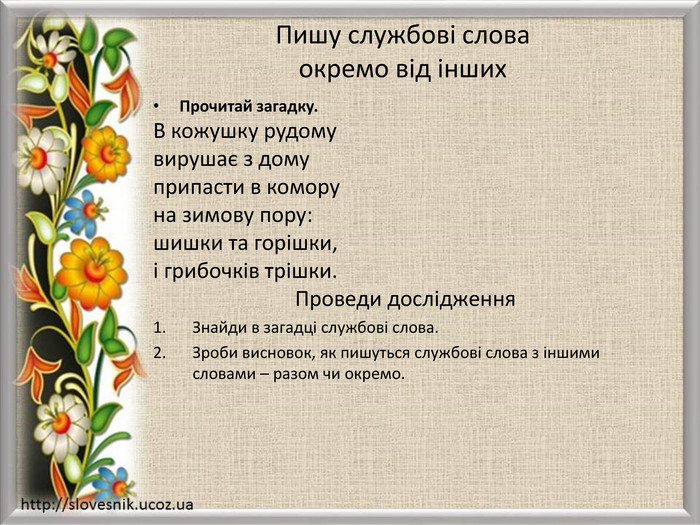 Пишу службові слова
окремо від інших
• Прочитай загадку.
В кожушку рудому
вирушає з дому
припасти в комору
на зимову пору:
шишки та горішки,
і грибочків трішки.
Проведи дослідження
1. Знайди в загадці службові слова.
2. Зроби висновок, як пишуться службові слова з іншими
словами – разом чи окремо.
http://slovesnik.ucoz.ua